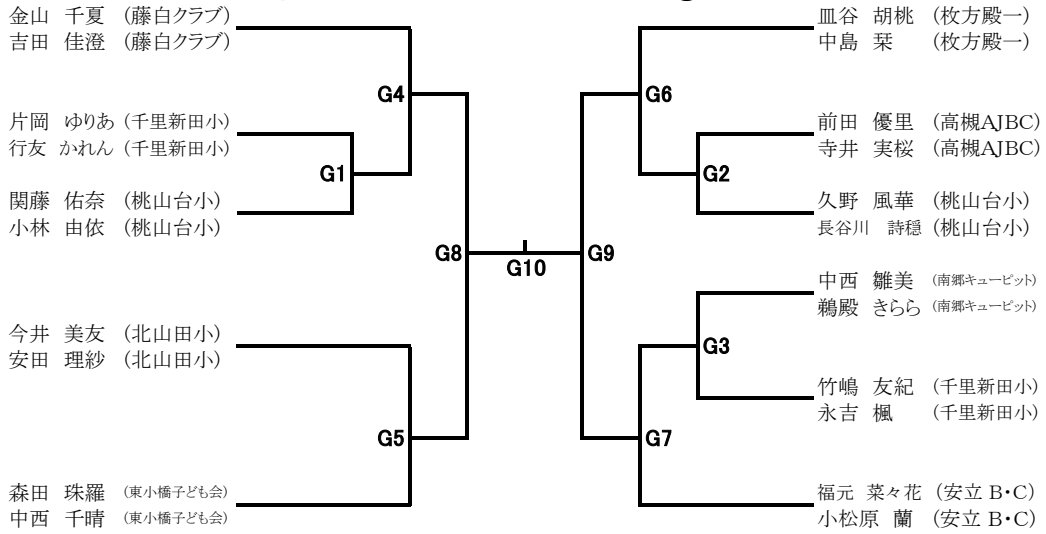 金山 千夏 (藤白クラブ)
吉田 佳澄 (藤白クラブ)
G4
片岡 ゆりあ (千里新田小)
行友 かれん (千里新田小)
G1
関藤 佑奈 (桃山台小)
小林 由依 (桃山台小)
G8
今井 美友 (北山田小)
安田 理紗 (北山田小)
G5
森田 珠羅 (東小橋子ども会)
中西 千晴 (東小橋子ども会)
G10
皿谷 胡桃 (枚方殿一)
中島 栞 (枚方殿一)
G6
前田 優里 (高槻AJBC)
寺井 実桜 (高槻AJBC)
G2
久野 風華 (桃山台小)
長谷川 詩穏 (桃山台小)
G9
中西 雛美 (南郷キューピット)
鵜殿 きらら (南郷キューピット)
G3
竹嶋 友紀 (千里新田小)
永吉 楓 (千里新田小)
G7
福元 菜々花 (安立 B・C)
小松原 蘭 (安立 B・C)